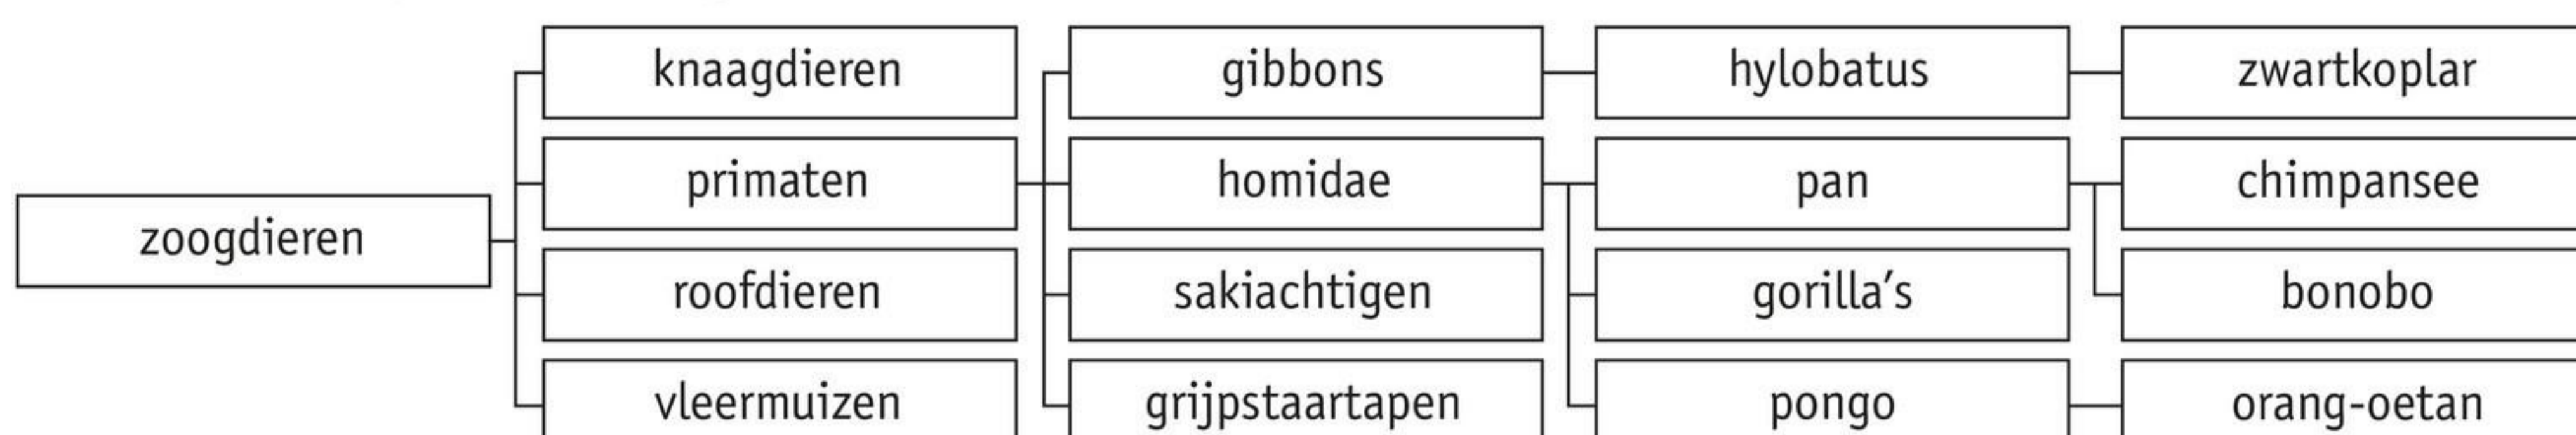 knaagdieren gibbons hylobatus zwartkoplar
primaten homidae pan chimpansee
zoogdieren
roofdieren sakiachtigen gorilla's bonobo
vleermuizen grijpstaartapen pongo orang-oetan